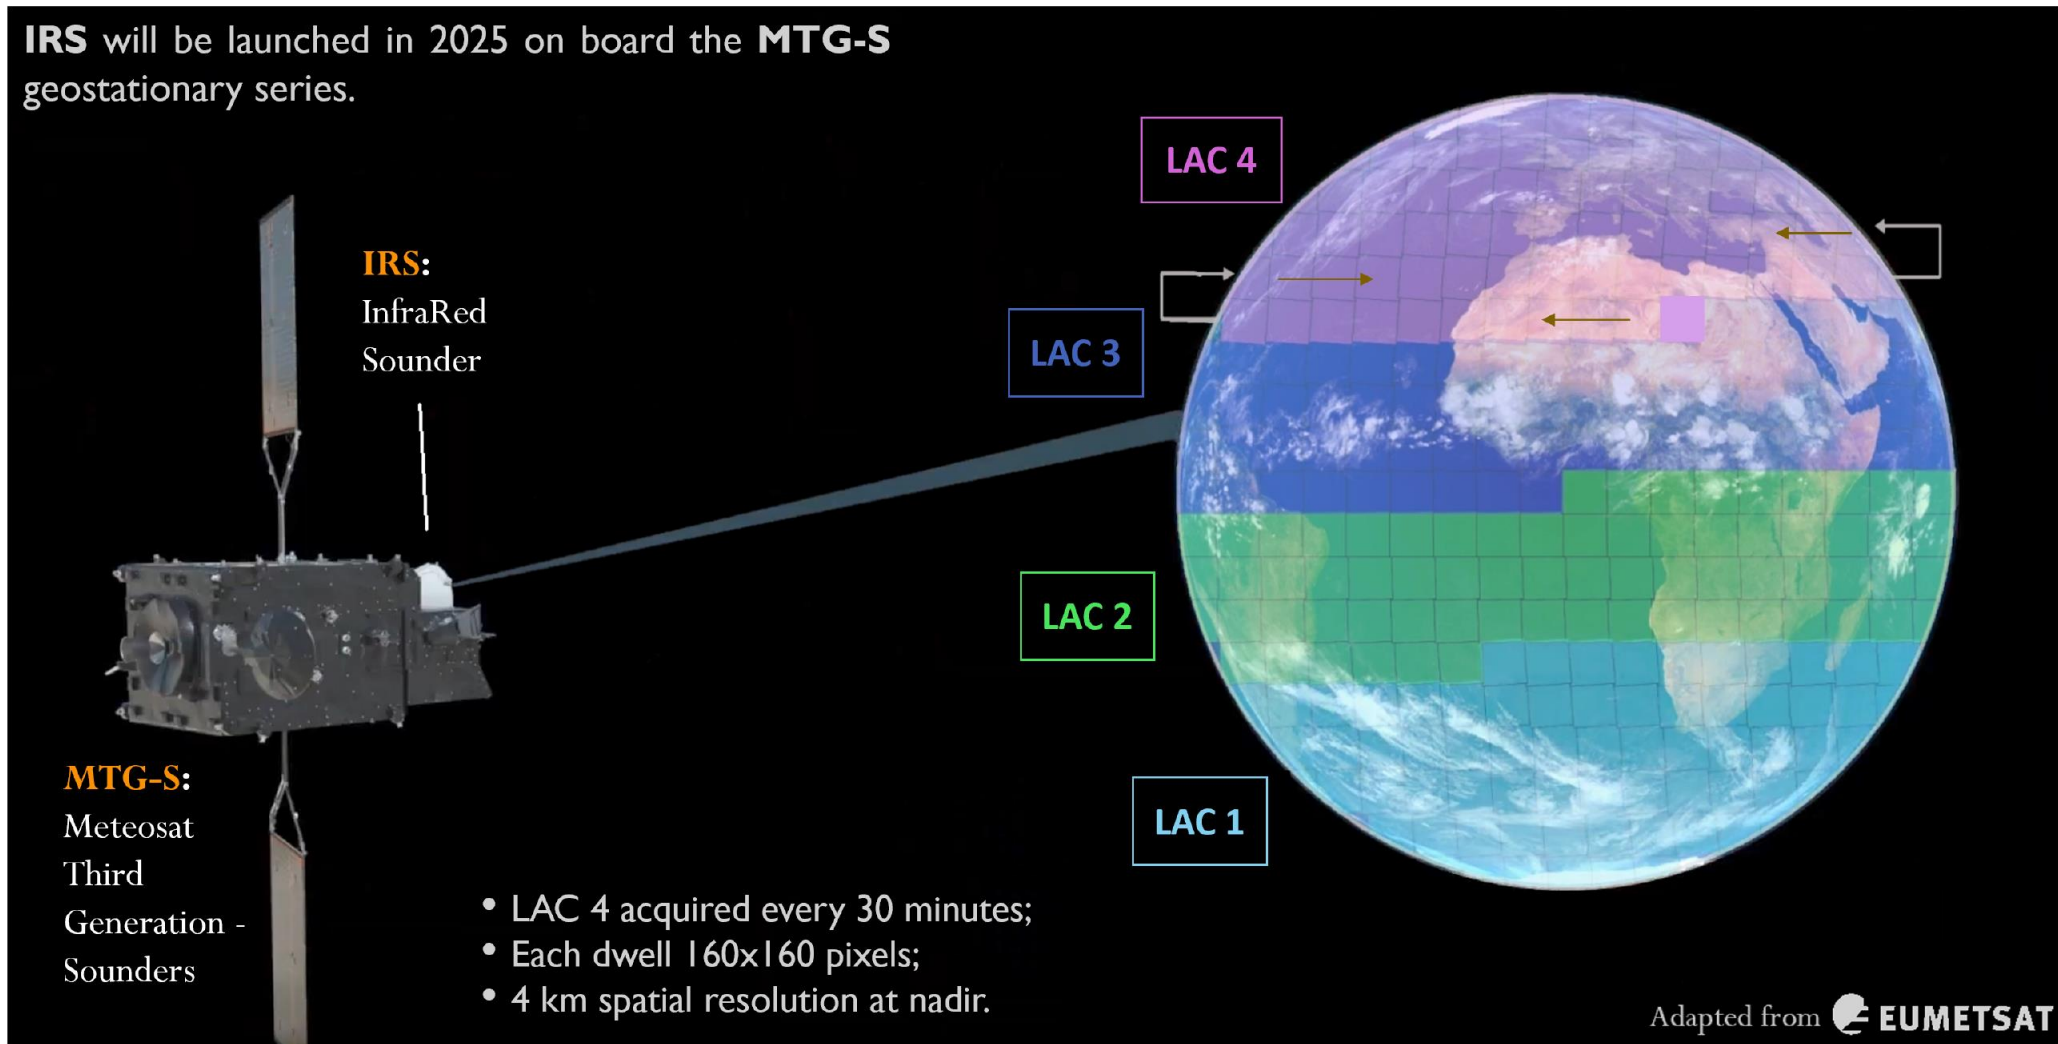 IRS will be launched in 2025 on board the MTG-S
geostationary series.
LAC 4
IRS:
InfraRed
Sounder
LAC 3
LAC 2
MTG-S:
Meteosat
Third
Generation -
Sounders
LAC 1
• LAC 4 acquired every 30 minutes;
• Each dwell 160x160 pixels;
• 4 km spatial resolution at nadir.
Adapted from EUMETSAT